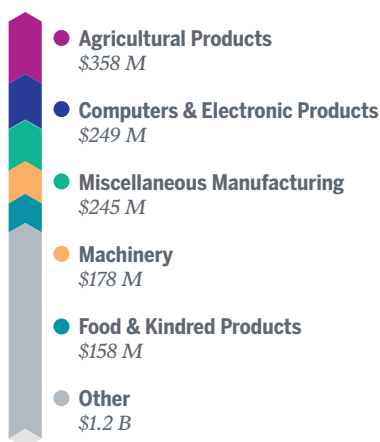 Agricultural Products
$358 M
Computers & Electronic Products
$249 M
Miscellaneous Manufacturing
$245 M
Machinery
$178 M
Food & Kindred Products
$158 M
Other
$1.2 B